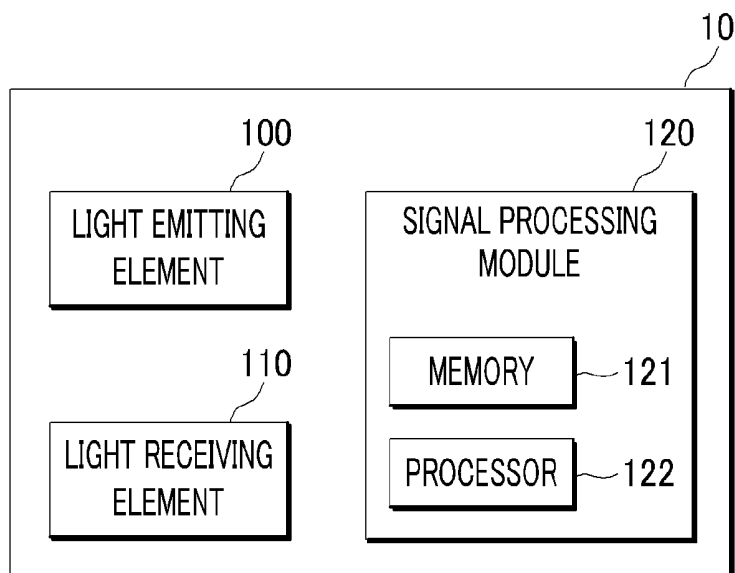 10
100
120
LIGHT EMITTING
ELEMENT
SIGNAL PROCESSING
MODULE
110
MEMORY
121
LIGHT RECEIVING
ELEMENT
PROCESSOR
122